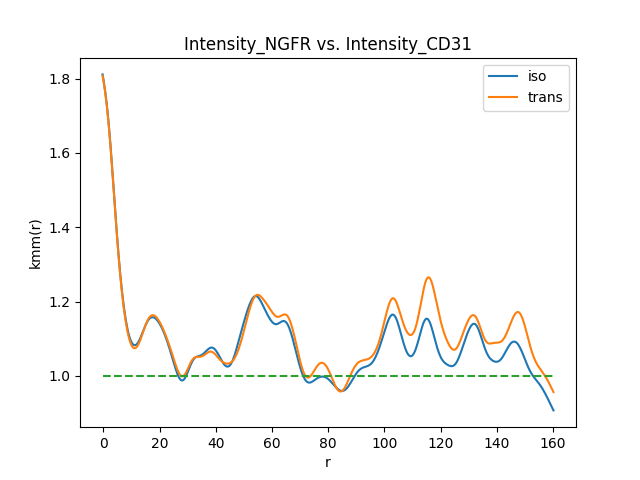 Intensity_NGFR vs. Intensity_CD31
iso
trans
kmm(r)
1.8
1.6
1.4
1.2
1.0
0 20 40 60 80 100 120 140 160
r